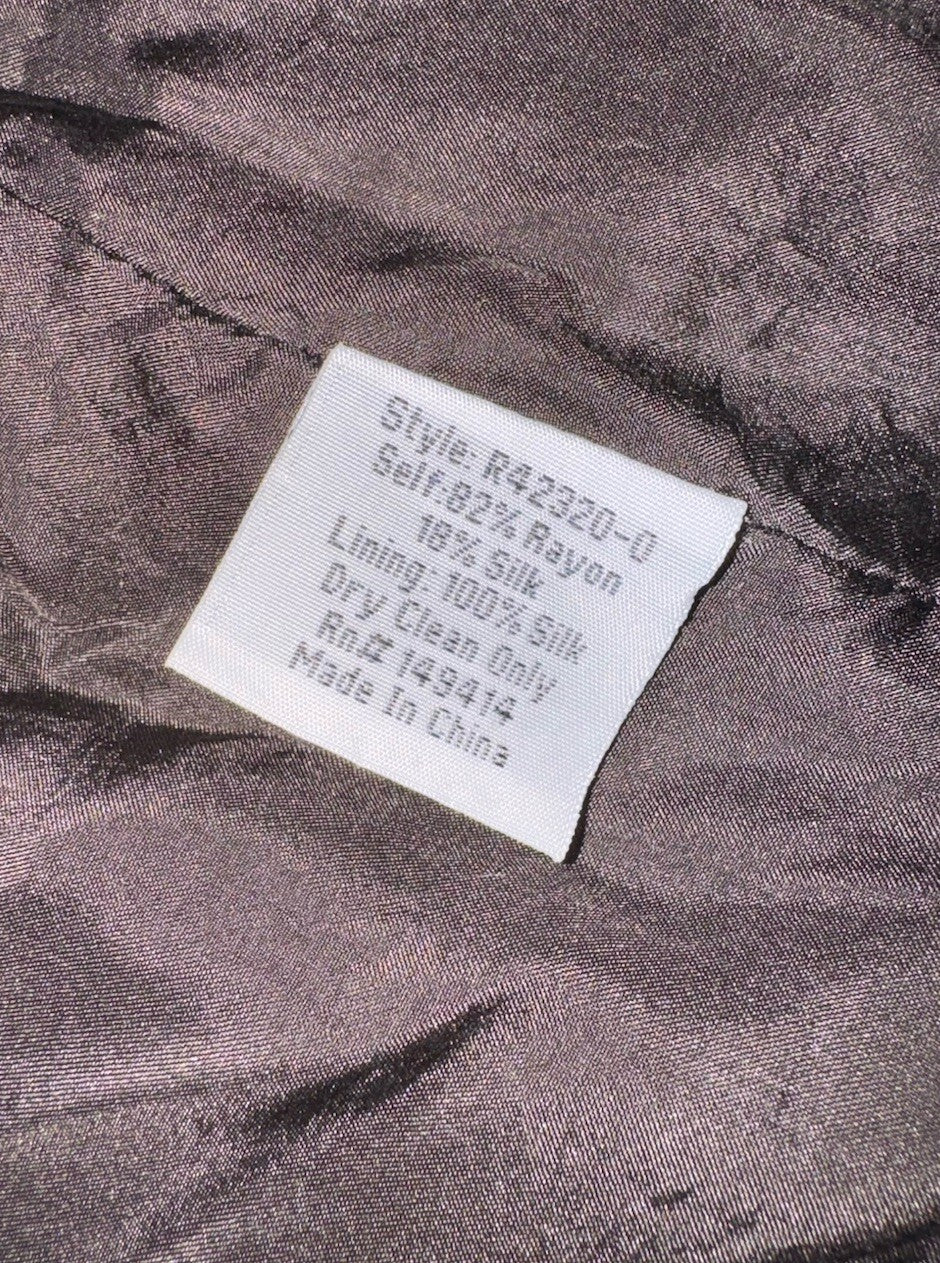 Style: R42320-0
Self:82% Rayon
18% Silk
Lining: 100% Silk
Dry Clean Only
Rn# 149414
Made In China